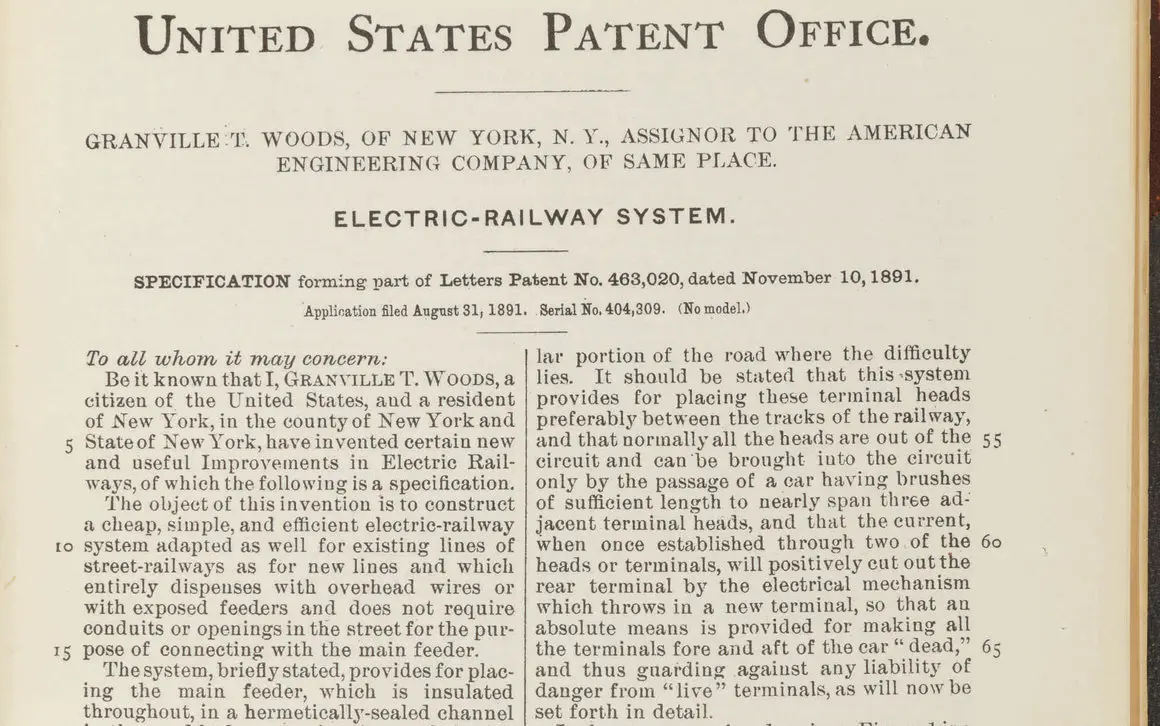 UNITED STATES PATENT OFFICE.
GRANVILLE T. WOODS, OF NEW YORK, N. Y., ASSIGNOR TO THE AMERICAN
ENGINEERING COMPANY, OF SAME PLACE.
ELECTRIC-RAILWAY SYSTEM.
SPECIFICATION forming part of Letters Patent No. 463,020, dated November 10, 1891.
Application filed August 31, 1891. Serial No. 404,309. (No model.)
To all whom it may concern:
Be it known that I, GRANVILLE T. WOODS, a
citizen of the United States, and a resident
of New York, in the county of New York and
5 State of New York, have invented certain new
and useful Improvements in Electric Rail-
ways, of which the following is a specification.
The object of this invention is to construct
a cheap, simple, and efficient electric-railway
10 system adapted as well for existing lines of
street-railways as for new lines and which
entirely dispenses with overhead wires or
with exposed feeders and does not require
conduits or openings in the street for the pur-
15 pose of connecting with the main feeder.
The system, briefly stated, provides for plac-
ing the main feeder, which is insulated
throughout, in a hermetically-sealed channel
lar portion of the road where the difficulty
lies. It should be stated that this system
provides for placing these terminal heads
preferably between the tracks of the railway,
and that normally all the heads are out of the 55
circuit and can be brought into the circuit
only by the passage of a car having brushes
of sufficient length to nearly span three ad-
jacent terminal heads, and that the current,
when once established through two of the 60
heads or terminals, will positively cut out the
rear terminal by the electrical mechanism
which throws in a new terminal, so that an
absolute means is provided for making all
the terminals fore and aft of the car "dead," 65
and thus guarding against any liability of
danger from "live" terminals, as will now be
set forth in detail.